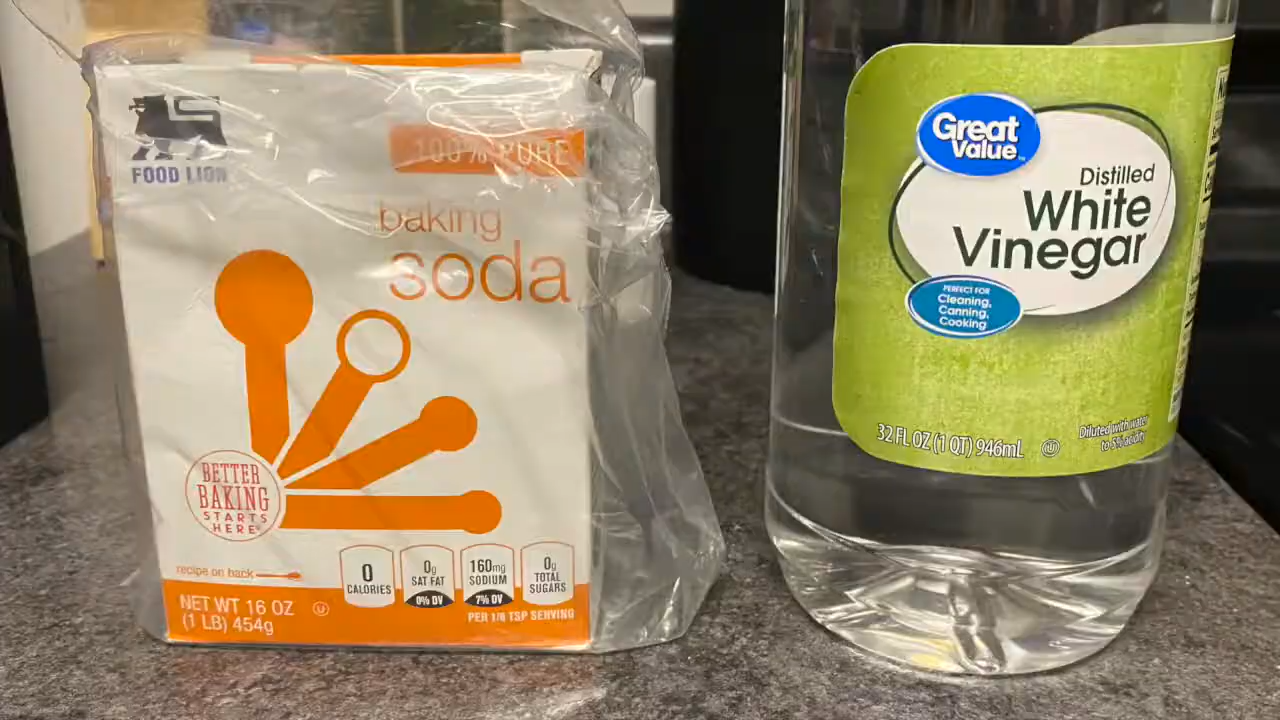 FOOD LION
100% PURE
baking
soda
BETTER
BAKING
STARTS
HERE
recipe on back
0
CALORIES
0g
SAT FAT
0% DV
160mg
SODIUM
7% DV
0g
TOTAL
SUGARS
PER 1/8 TSP SERVING
NET WT 16 OZ
(1 LB) 454g
U
Great
Value™
Distilled
White
Vinegar
PERFECT FOR
Cleaning,
Canning,
Cooking
32 FL OZ (1 QT) 946mL
U
Diluted with water
to 5% acidity